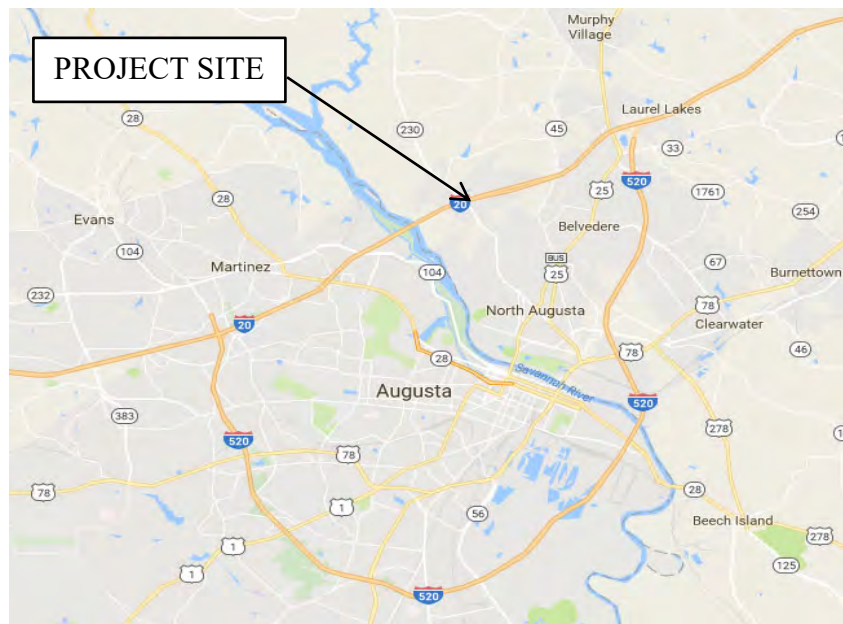 Murphy
Village
PROJECT SITE
Laurel Lakes
28
230
45
33
520
28
25
1761
Evans
20
254
Belvedere
104
BUS
25
67
Martinez
104
Burnettown
232
78
North Augusta
20
Clearwater
28
78
46
Savannah River
Augusta
520
383
278
520
78
78
28
1
56
Beech Island
1
278
125
1
520